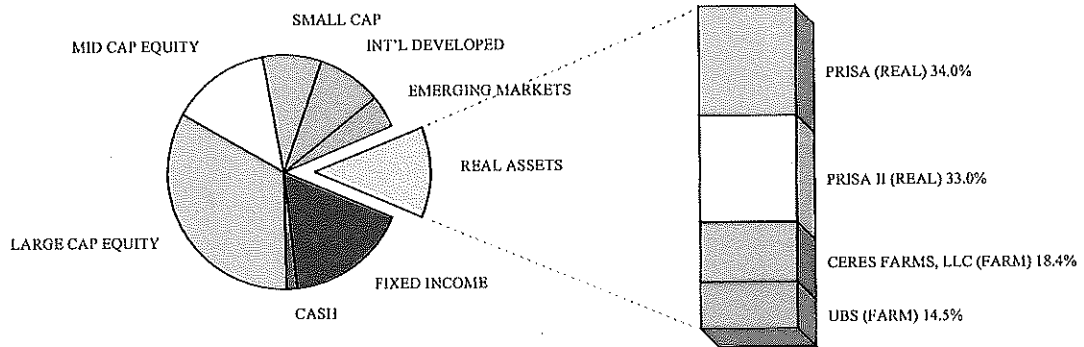 SMALL CAP
MID CAP EQUITY
INT'L DEVELOPED
EMERGING MARKETS
REAL ASSETS
LARGE CAP EQUITY
FIXED INCOME
CASH
PRISA (REAL) 34.0%
PRISA II (REAL) 33.0%
CERES FARMS, LLC (FARM) 18.4%
UBS (FARM) 14.5%